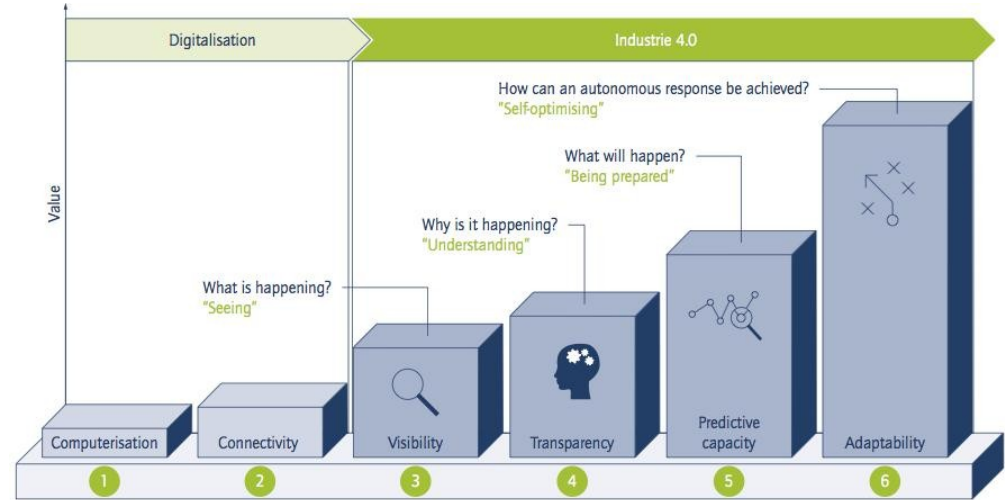 Digitalisation
Industrie 4.0
How can an autonomous response be achieved?
"Self-optimising"
What will happen?
"Being prepared"
Why is it happening?
"Understanding"
What is happening?
"Seeing"
Value
Computerisation
Connectivity
Visibility
Transparency
Predictive
capacity
Adaptability
1
2
3
4
5
6